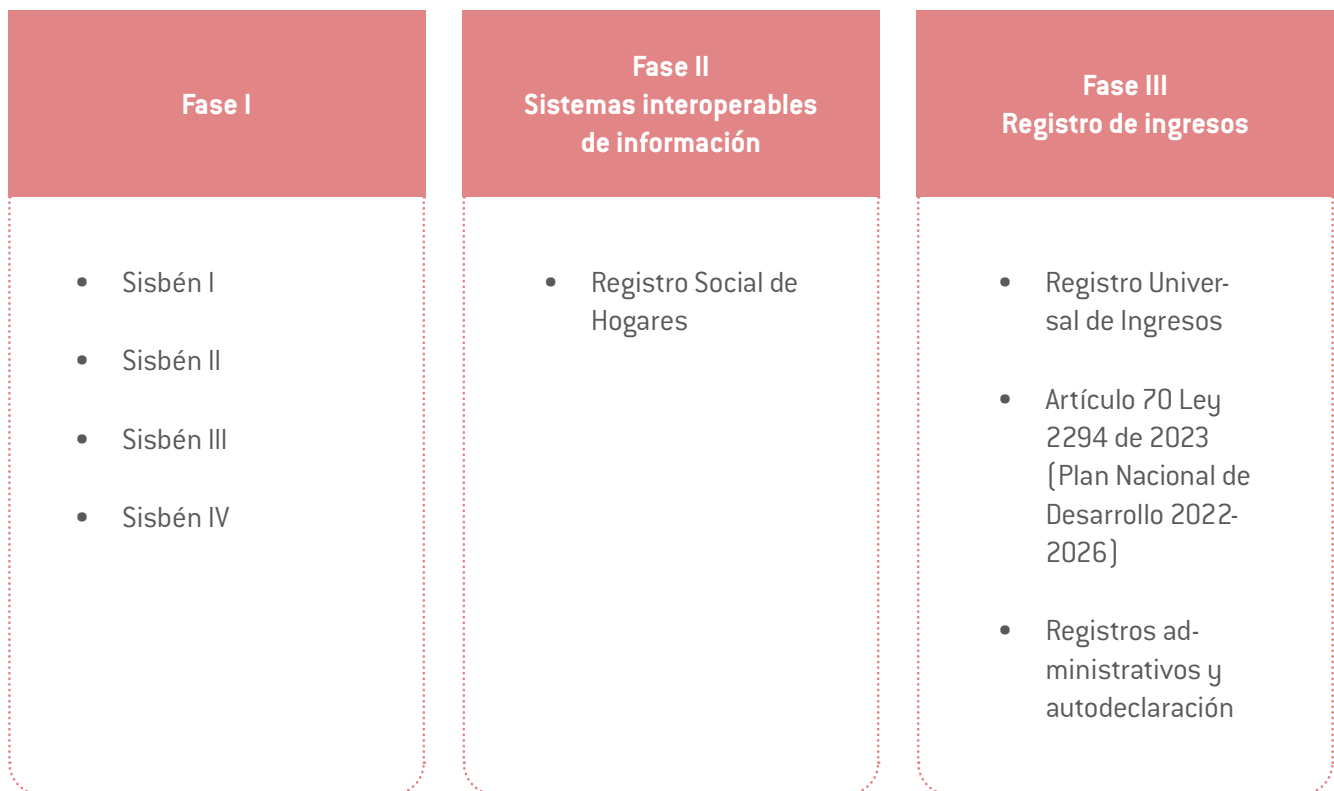 Fase I
• Sisbén I
• Sisbén II
• Sisbén III
• Sisbén IV
Fase II
Sistemas interoperables
de información
• Registro Social de
Hogares
Fase III
Registro de ingresos
• Registro Univer-
sal de Ingresos
• Artículo 70 Ley
2294 de 2023
(Plan Nacional de
Desarrollo 2022-
2026)
• Registros ad-
ministrativos y
autodeclaración